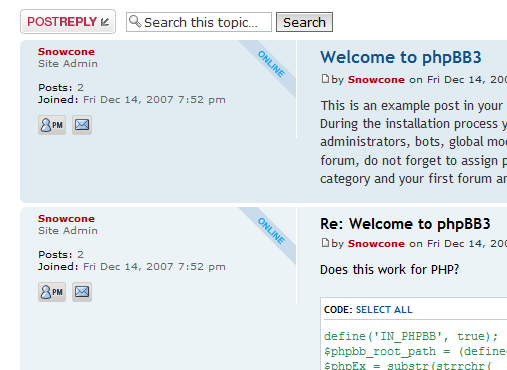 POSTREPLY
Search this topic…
Search
Snowcone
Site Admin
Posts: 2
Joined: Fri Dec 14, 2007 7:52 pm
PM
ONLINE
Welcome to phpBB3
by Snowcone on Fri Dec 14, 200
This is an example post in your
During the installation process y
administrators, bots, global mod
forum, do not forget to assign p
category and your first forum ar
Snowcone
Site Admin
Posts: 2
Joined: Fri Dec 14, 2007 7:52 pm
PM
ONLINE
Re: Welcome to phpBB3
by Snowcone on Fri Dec 14, 200
Does this work for PHP?
CODE: SELECT ALL
define('IN_PHPBB', true);
$phpbb_root_path = (define
$phpEx = substr(strrchr(